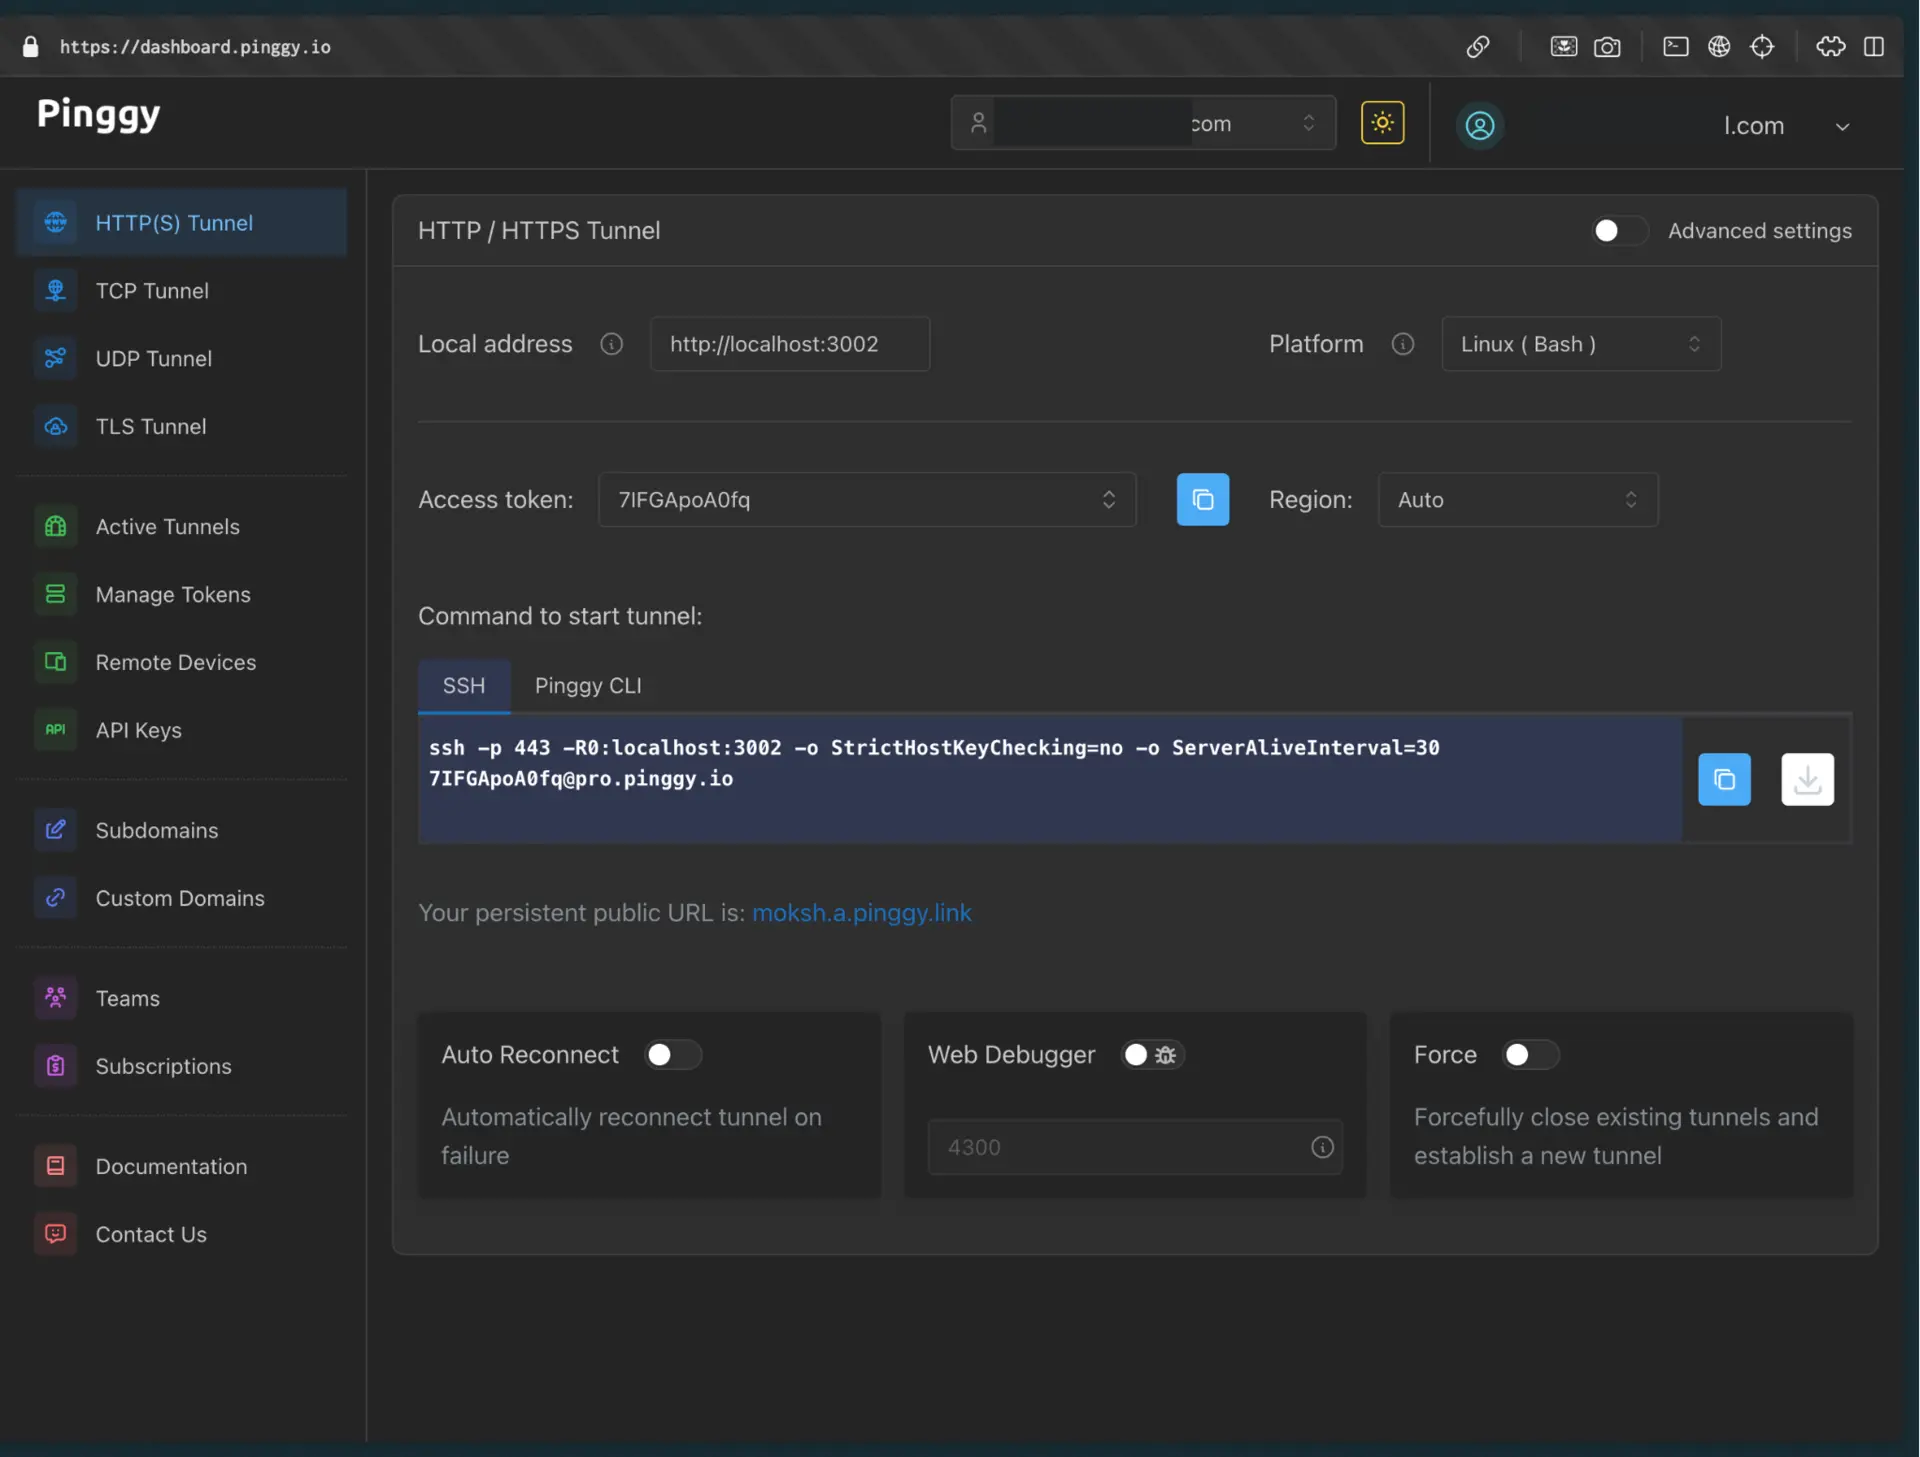 https://dashboard.pinggy.io
Pinggy
com
l.com
HTTP(S) Tunnel
TCP Tunnel
UDP Tunnel
TLS Tunnel
Active Tunnels
Manage Tokens
Remote Devices
API
API Keys
Subdomains
Custom Domains
Teams
Subscriptions
Documentation
Contact Us
HTTP / HTTPS Tunnel
Advanced settings
Local address
http://localhost:3002
Platform
Linux ( Bash )
Access token:
7IFGApoA0fq
Region:
Auto
Command to start tunnel:
SSH
Pinggy CLI
ssh -p 443 -R0:localhost:3002 -o StrictHostKeyChecking=no -o ServerAliveInterval=30
7IFGApoA0fq@pro.pinggy.io
Your persistent public URL is: moksh.a.pinggy.link
Auto Reconnect
Automatically reconnect tunnel on
failure
Web Debugger
4300
Force
Forcefully close existing tunnels and
establish a new tunnel